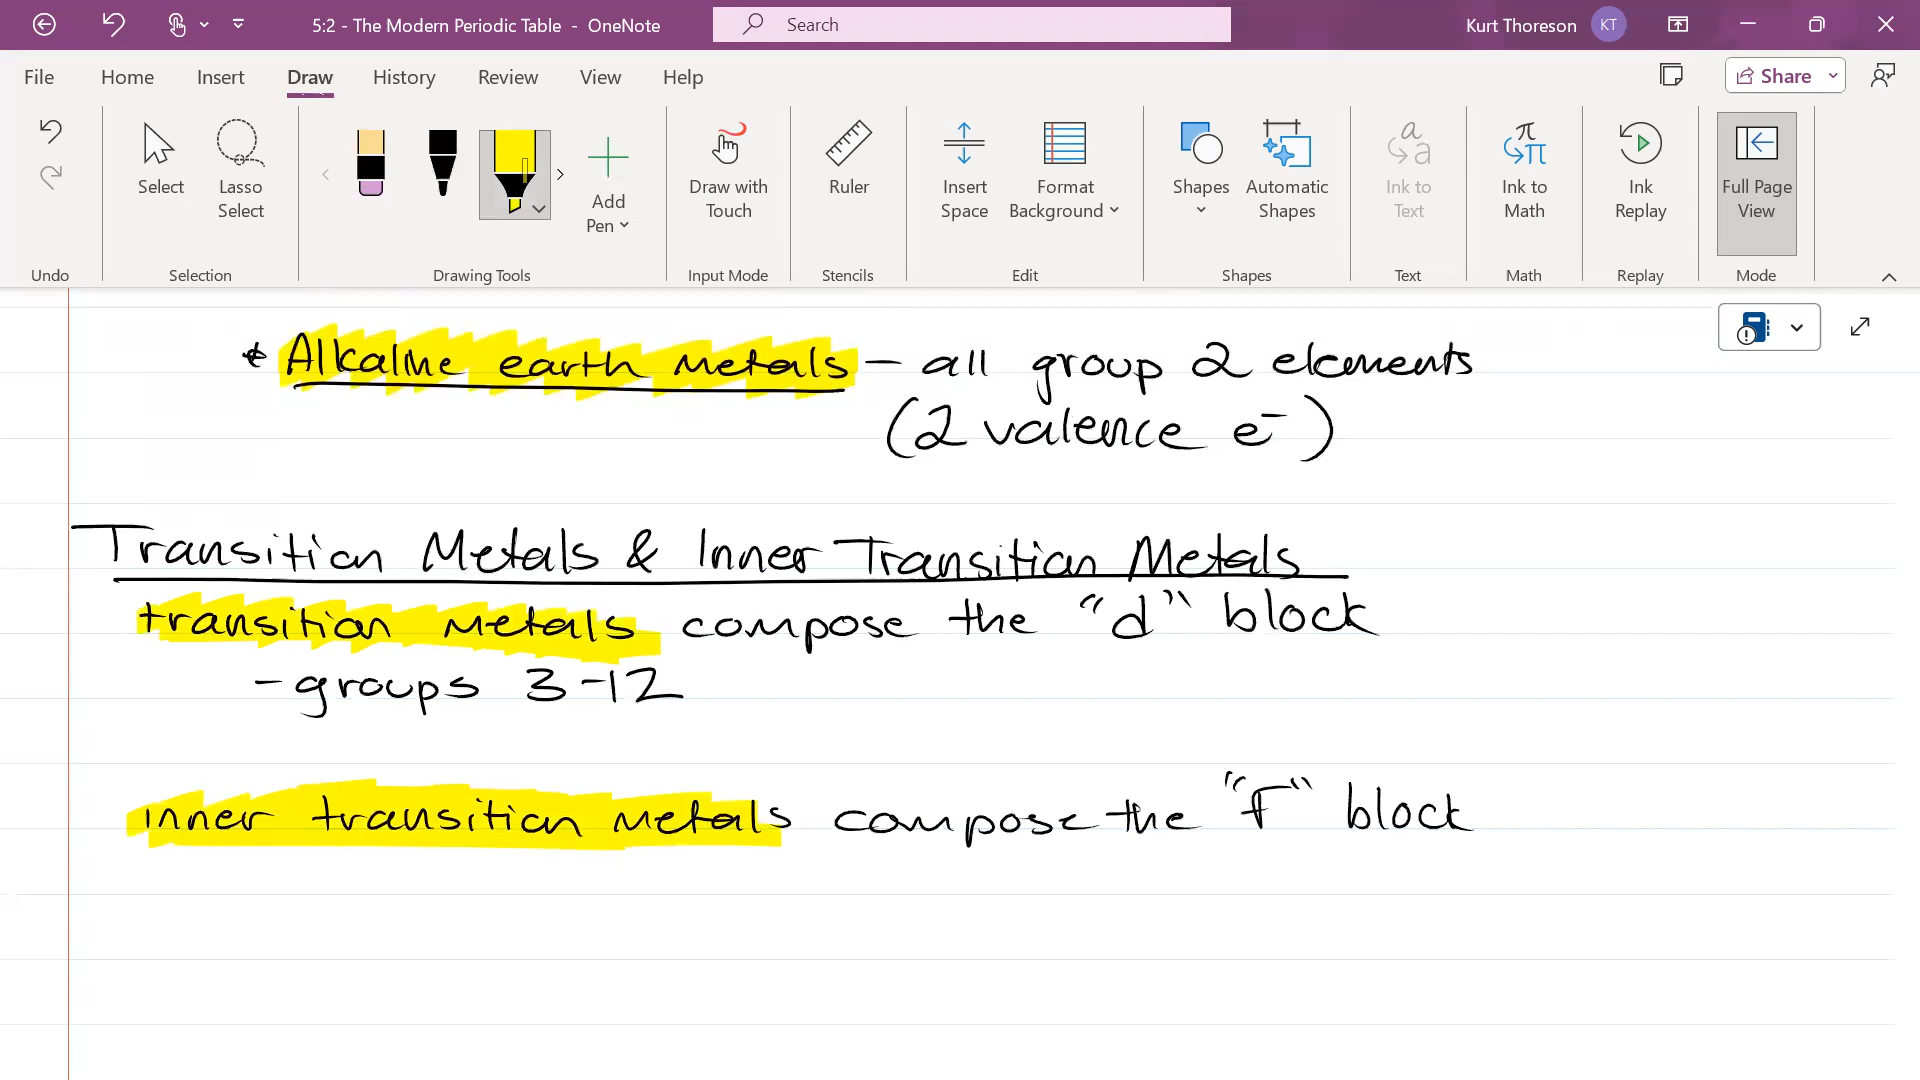 5:2 - The Modern Periodic Table - OneNote
Search
Kurt Thoreson
KT
File Home Insert Draw History Review View Help
Share
Select
Lasso Select
Add Pen
Draw with Touch
Ruler
Insert Space
Format Background
Shapes
Automatic Shapes
a a
Ink to Text
π π
Ink to Math
Ink Replay
Full Page View
Undo Selection Drawing Tools Input Mode Stencils Edit Shapes Text Math Replay Mode
* Alkaline earth metals – all group 2 elements
(2 valence e⁻)
Transition Metals & Inner Transition Metals
transition metals compose the "d" block
- groups 3-12
inner transition metals compose the "f" block